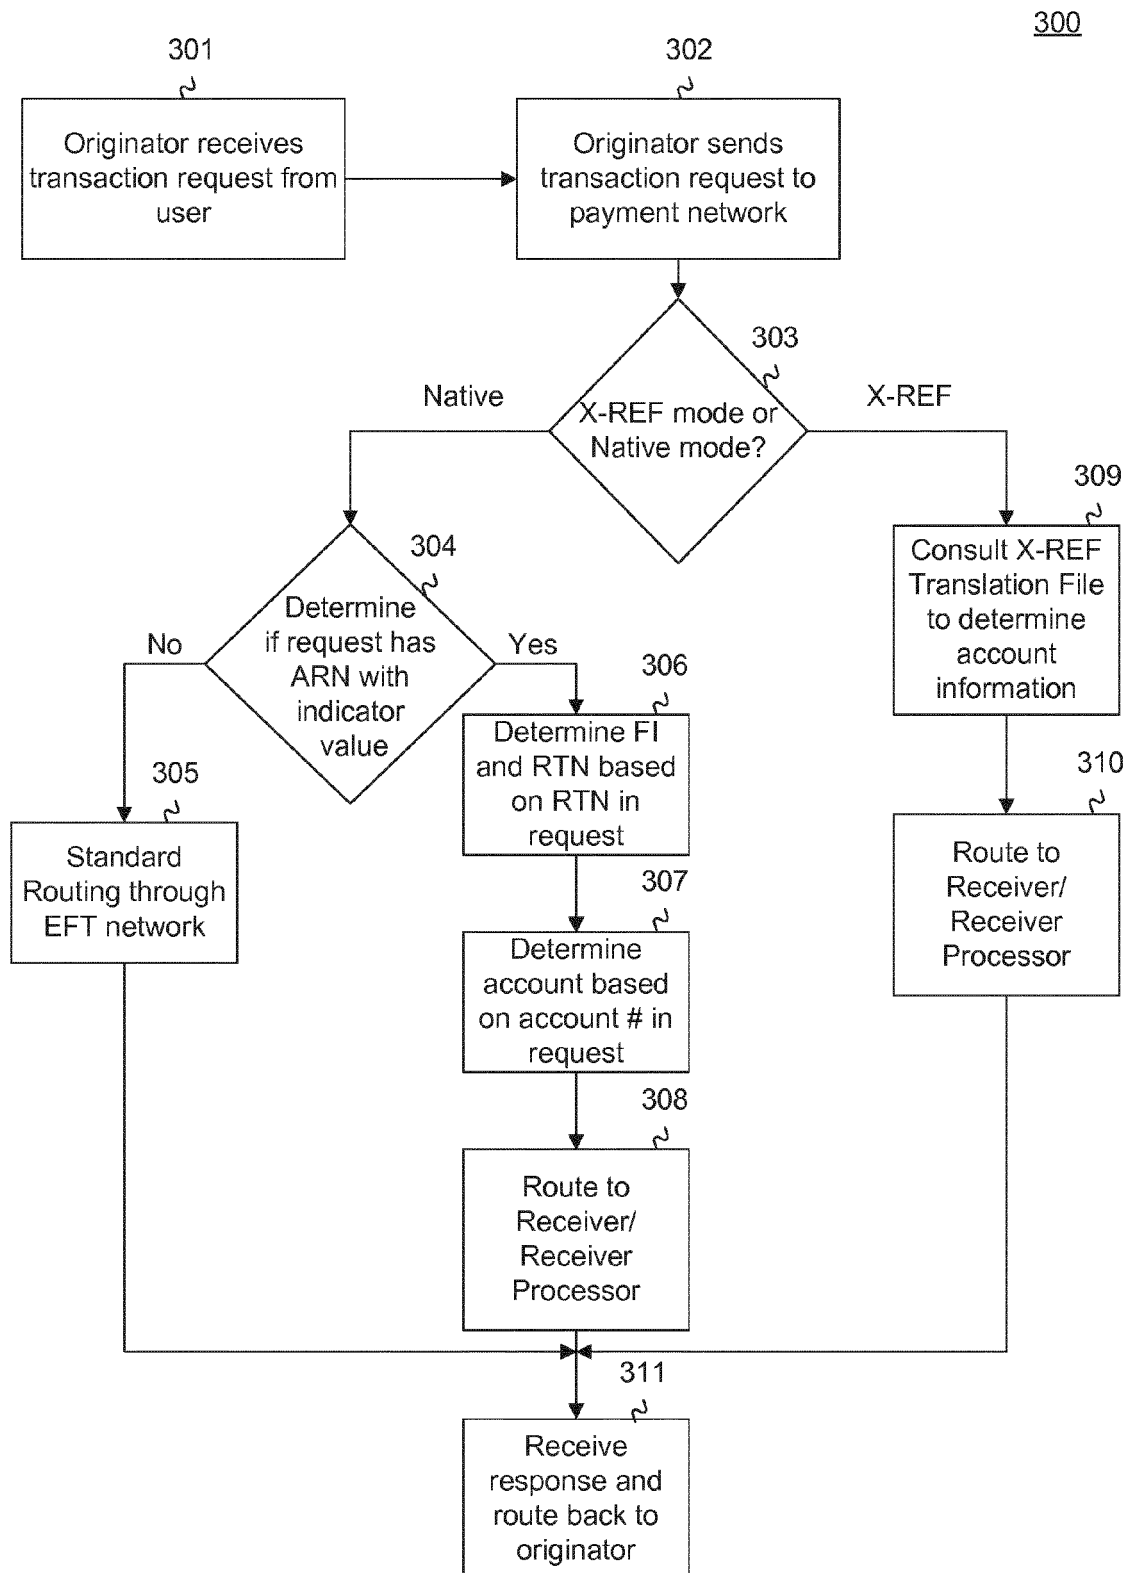 300
301
Originator receives
transaction request from
user
302
Originator sends
transaction request to
payment network
303
X-REF mode or
Native mode?
Native
X-REF
304
Determine
if request has
ARN with
indicator
value
No
Yes
305
Standard
Routing through
EFT network
306
Determine FI
and RTN based
on RTN in
request
307
Determine
account based
on account # in
request
308
Route to
Receiver/
Receiver
Processor
309
Consult X-REF
Translation File
to determine
account
information
310
Route to
Receiver/
Receiver
Processor
311
Receive
response and
route back to
originator